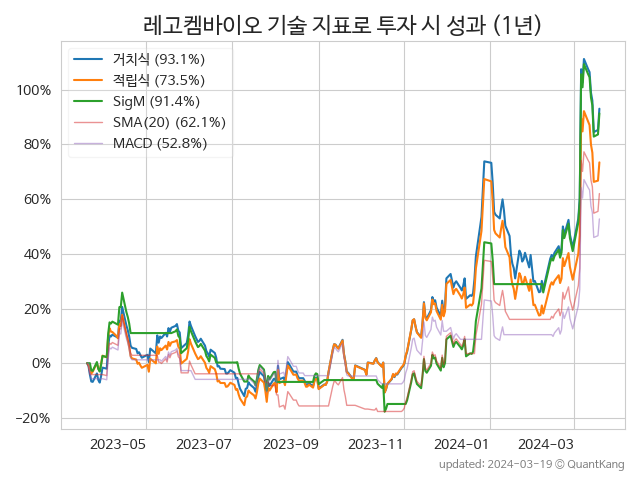 레고켐바이오 기술 지표로 투자 시 성과 (1년)
거치식 (93.1%)
적립식 (73.5%)
SigM (91.4%)
SMA(20) (62.1%)
MACD (52.8%)
100%
80%
60%
40%
20%
0%
−20%
2023-05 2023-07 2023-09 2023-11 2024-01 2024-03
updated: 2024-03-19 © QuantKang